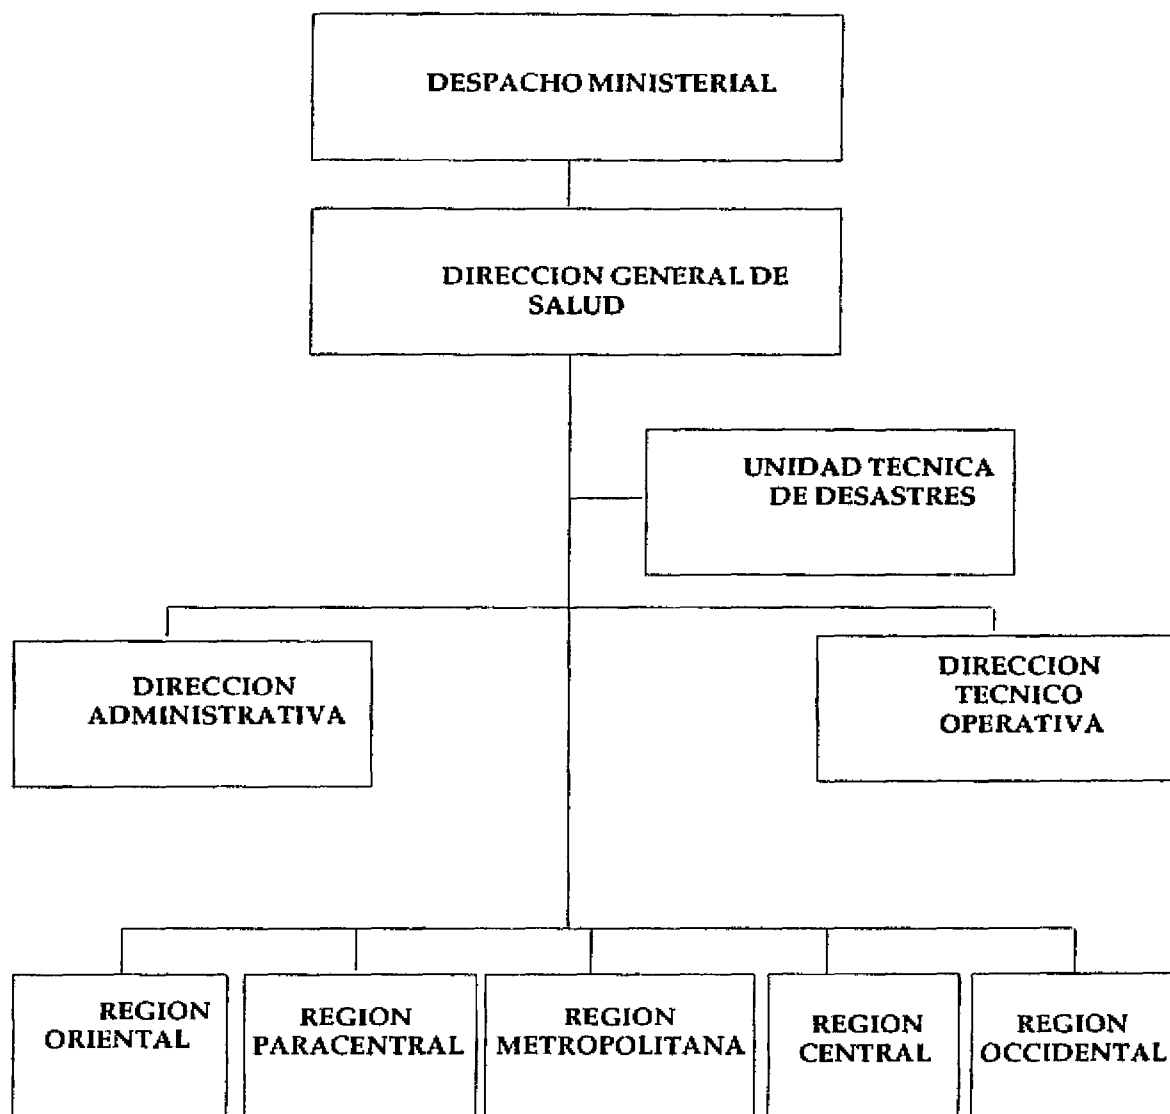 DESPACHO MINISTERIAL
DIRECCION GENERAL DE
SALUD
UNIDAD TECNICA
DE DESASTRES
DIRECCION
ADMINISTRATIVA
DIRECCION
TECNICO
OPERATIVA
REGION
ORIENTAL
REGION
PARACENTRAL
REGION
METROPOLITANA
REGION
CENTRAL
REGION
OCCIDENTAL